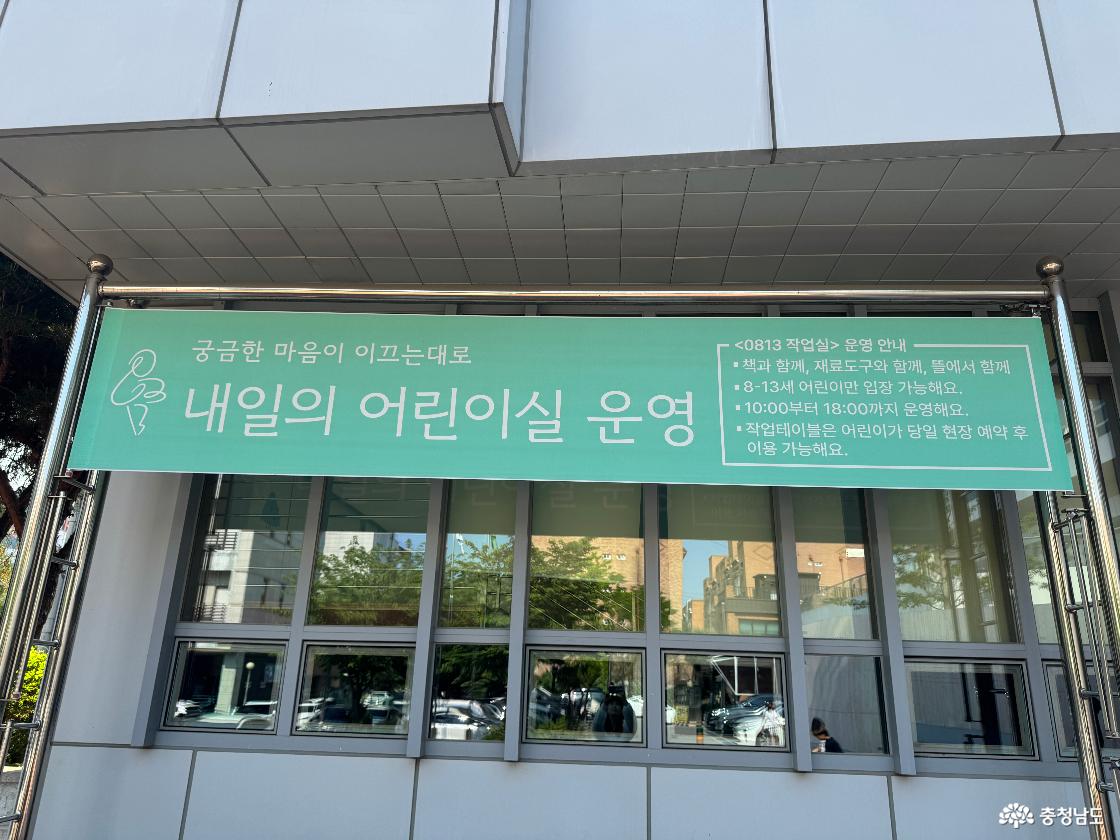 궁금한 마음이 이끄는대로
내일의 어린이실 운영
<0813 작업실> 운영 안내
▪책과 함께, 재료도구와 함께, 뜰에서 함께
▪8-13세 어린이만 입장 가능해요.
▪10:00부터 18:00까지 운영해요.
▪작업테이블은 어린이가 당일 현장 예약 후
이용 가능해요.
충청남도